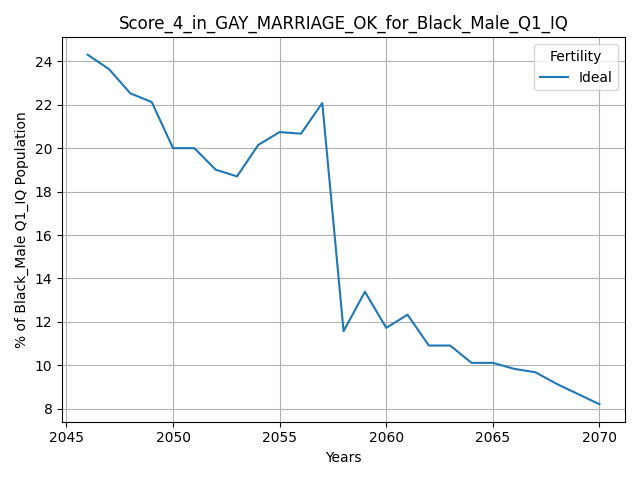 Score_4_in_GAY_MARRIAGE_OK_for_Black_Male_Q1_IQ
Fertility
Ideal
% of Black_Male Q1_IQ Population
24
22
20
18
16
14
12
10
8
2045 2050 2055 2060 2065 2070
Years